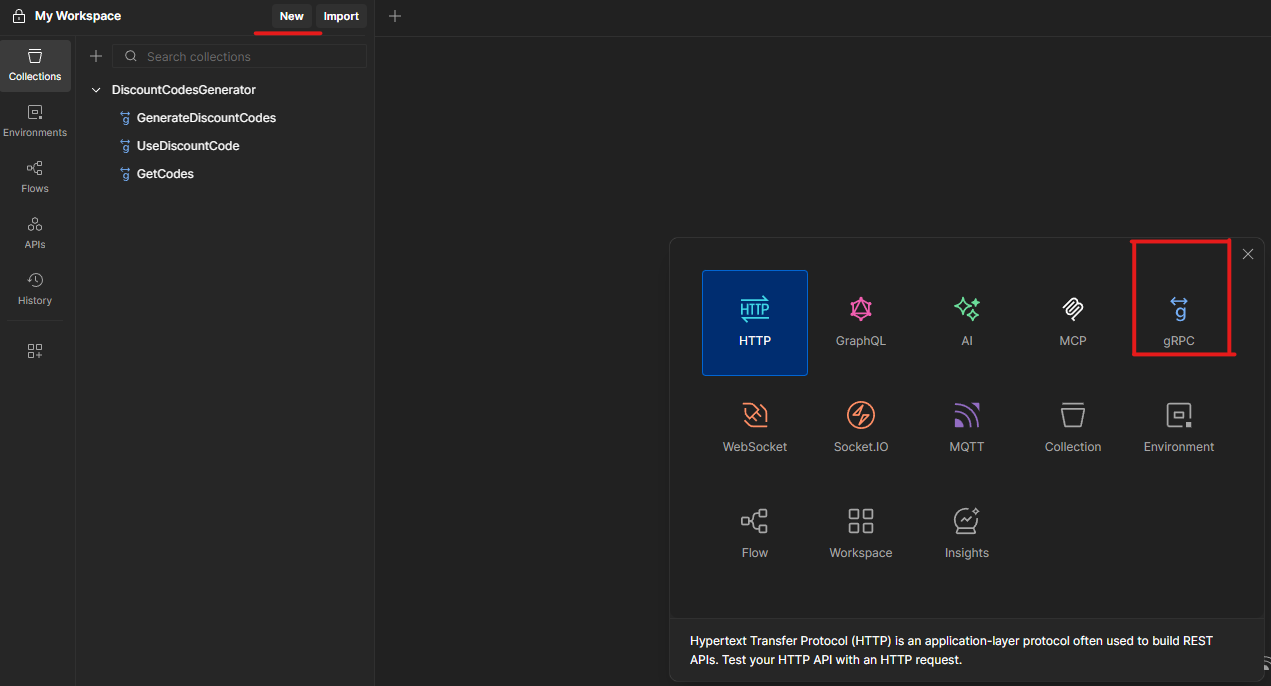 My Workspace
New
Import
Collections
Environments
Flows
APIs
History
Search collections
DiscountCodesGenerator
g GenerateDiscountCodes
g UseDiscountCode
g GetCodes
HTTP
HTTP
GraphQL
AI
MCP
g
gRPC
WebSocket
Socket.IO
MQTT
Collection
Environment
Flow
Workspace
Insights
Hypertext Transfer Protocol (HTTP) is an application-layer protocol often used to build REST
APIs. Test your HTTP API with an HTTP request.